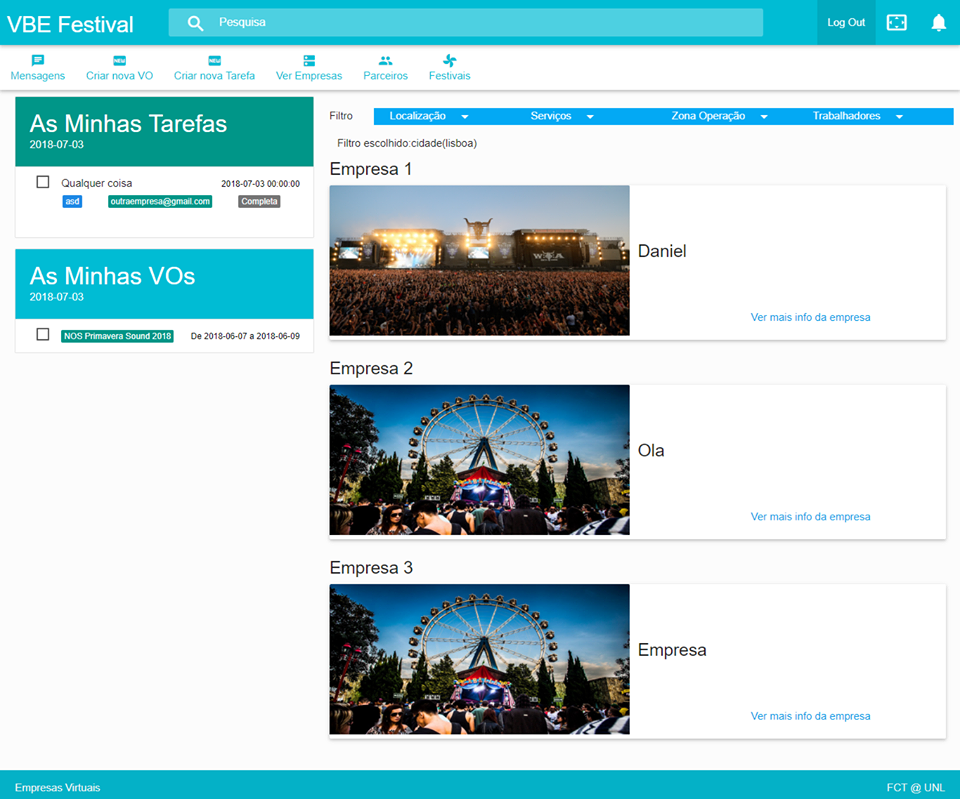 VBE Festival
Pesquisa
Log Out
Mensagens
NEW
Criar nova VO
NEW
Criar nova Tarefa
Ver Empresas
Parceiros
Festivais
As Minhas Tarefas
2018-07-03
Qualquer coisa
2018-07-03 00:00:00
asd
outraempresa@gmail.com
Completa
As Minhas VOs
2018-07-03
NOS Primavera Sound 2018
De 2018-06-07 a 2018-06-09
Filtro
Localização
Serviços
Zona Operação
Trabalhadores
Filtro escolhido:cidade(lisboa)
Empresa 1
W:O:A
Daniel
Ver mais info da empresa
Empresa 2
Ola
Ver mais info da empresa
Empresa 3
Empresa
Ver mais info da empresa
Empresas Virtuais
FCT @ UNL